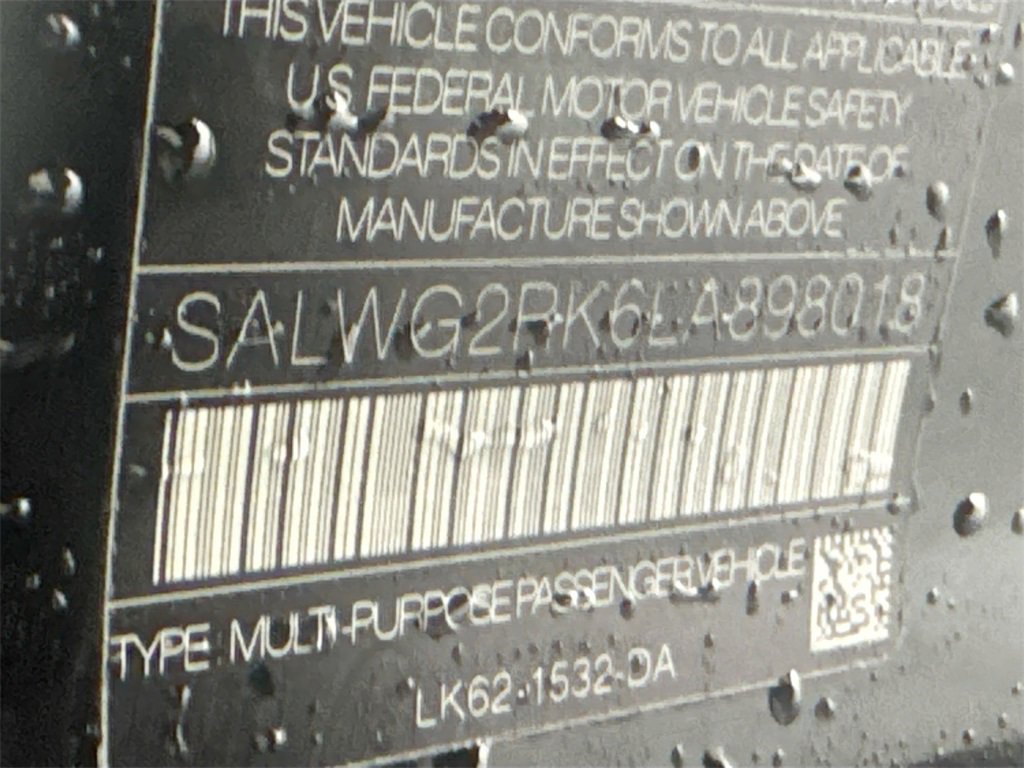 THIS VEHICLE CONFORMS TO ALL APPLICABLE
U.S. FEDERAL MOTOR VEHICLE SAFETY
STANDARDS IN EFFECT ON THE DATE OF
MANUFACTURE SHOWN ABOVE
SALWG2RK6LA898018
TYPE: MULTI-PURPOSE PASSENGER VEHICLE
LK62-1532-DA